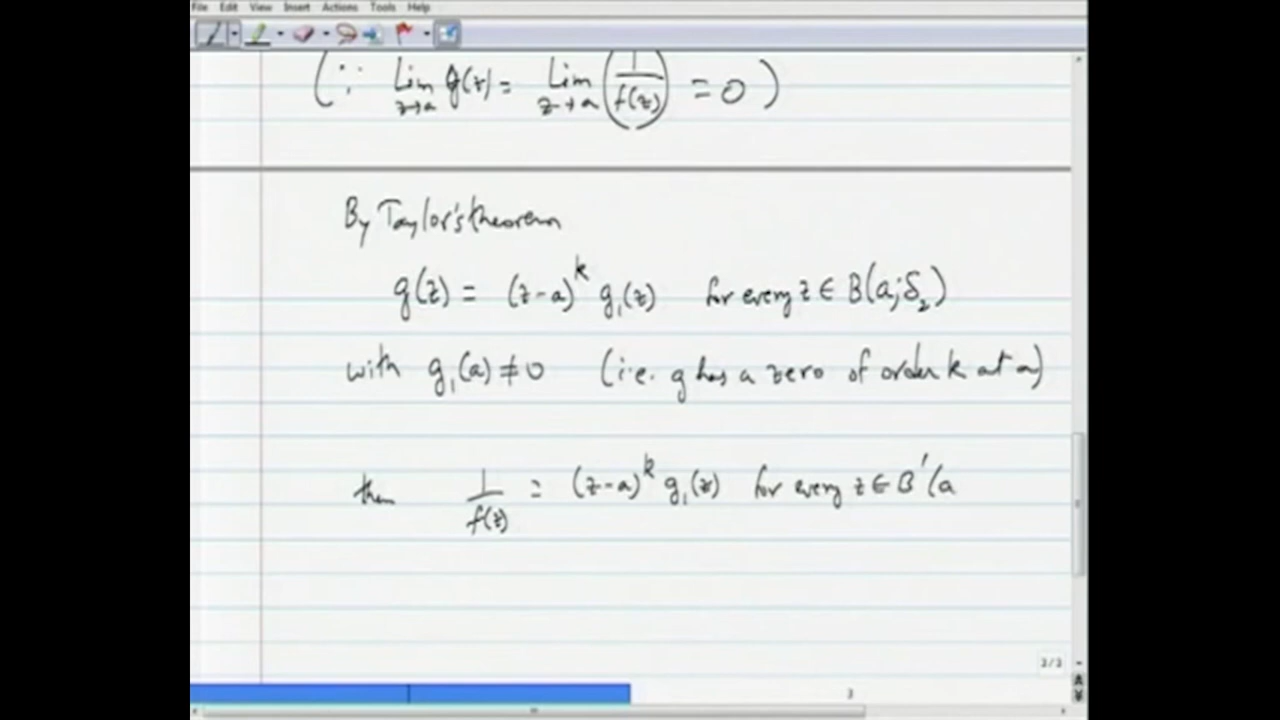 File Edit View Insert Actions Tools Help
(∵ Lim z→a g(z) = Lim z→a (1/f(z)) = 0)
By Taylor's theorem
g(z) = (z-a)^k g₁(z) for every z ∈ B(a;δ₂)
with g₁(a) ≠ 0 (i.e. g has a zero of order k at a)
then 1/f(z) = (z-a)^k g₁(z) for every z ∈ B'(a
3/3
3